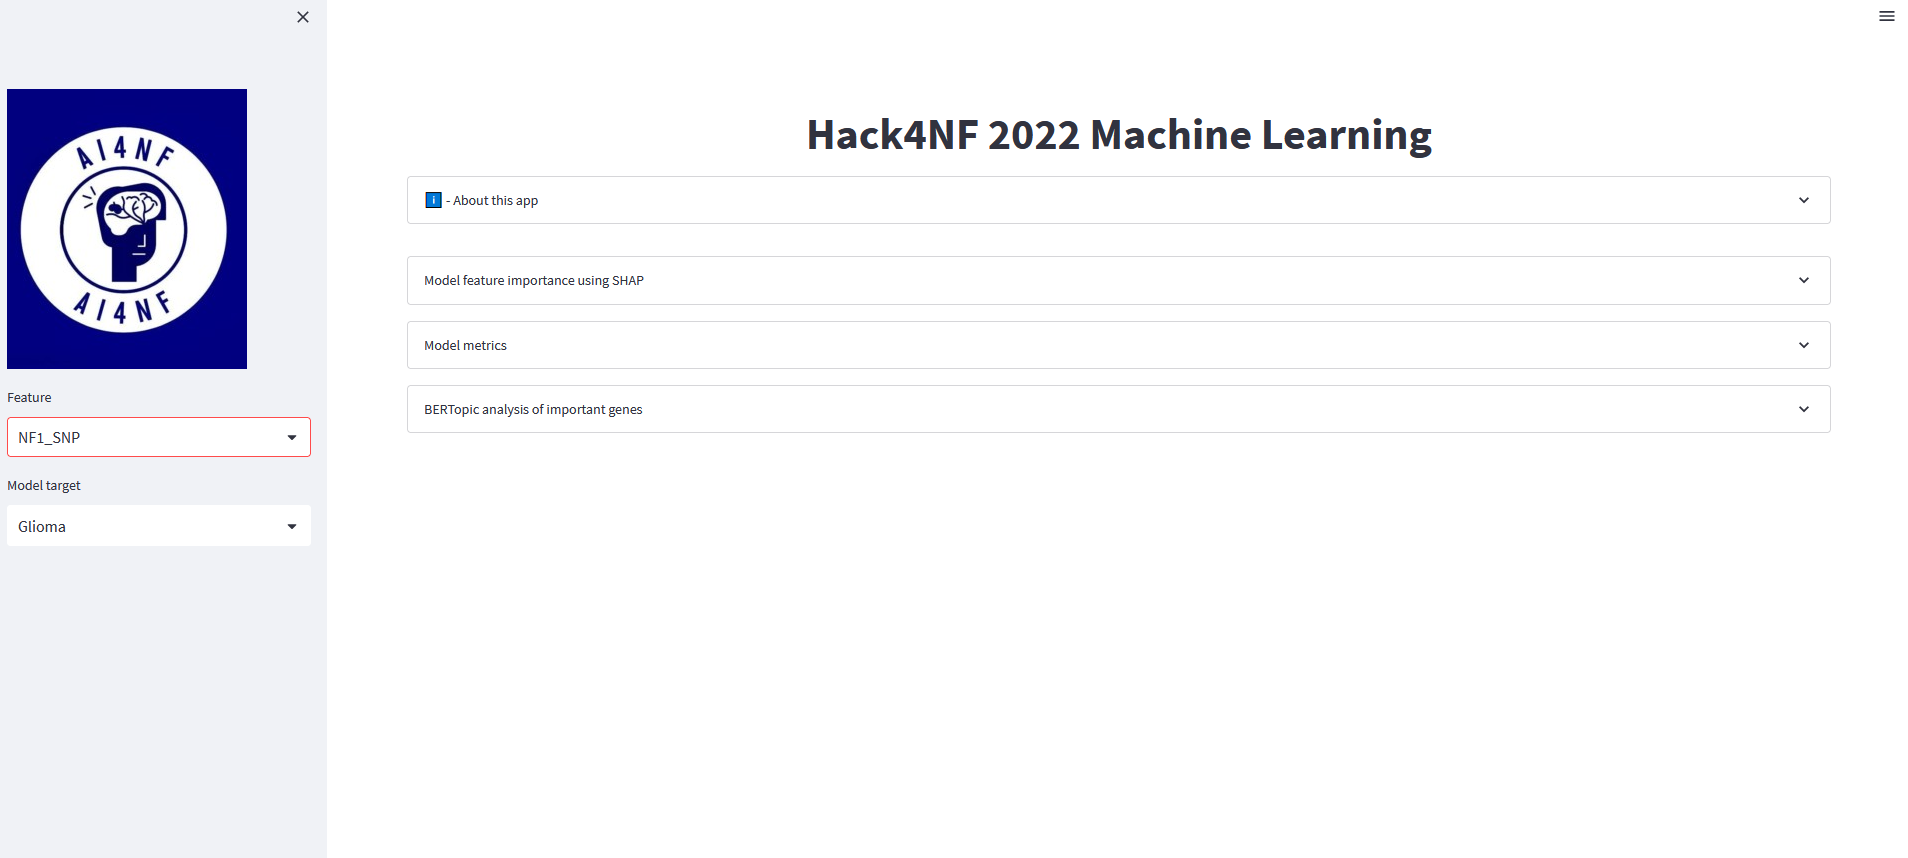 AI4NF
AI4NF
Feature
NF1_SNP
Model target
Glioma
Hack4NF 2022 Machine Learning
ℹ️ - About this app
Model feature importance using SHAP
Model metrics
BERTopic analysis of important genes